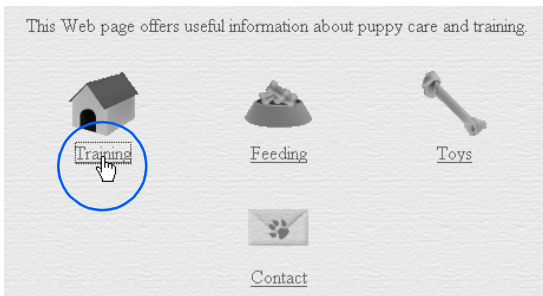 This Web page offers useful information about puppy care and training.
Training
Feeding
Toys
Contact